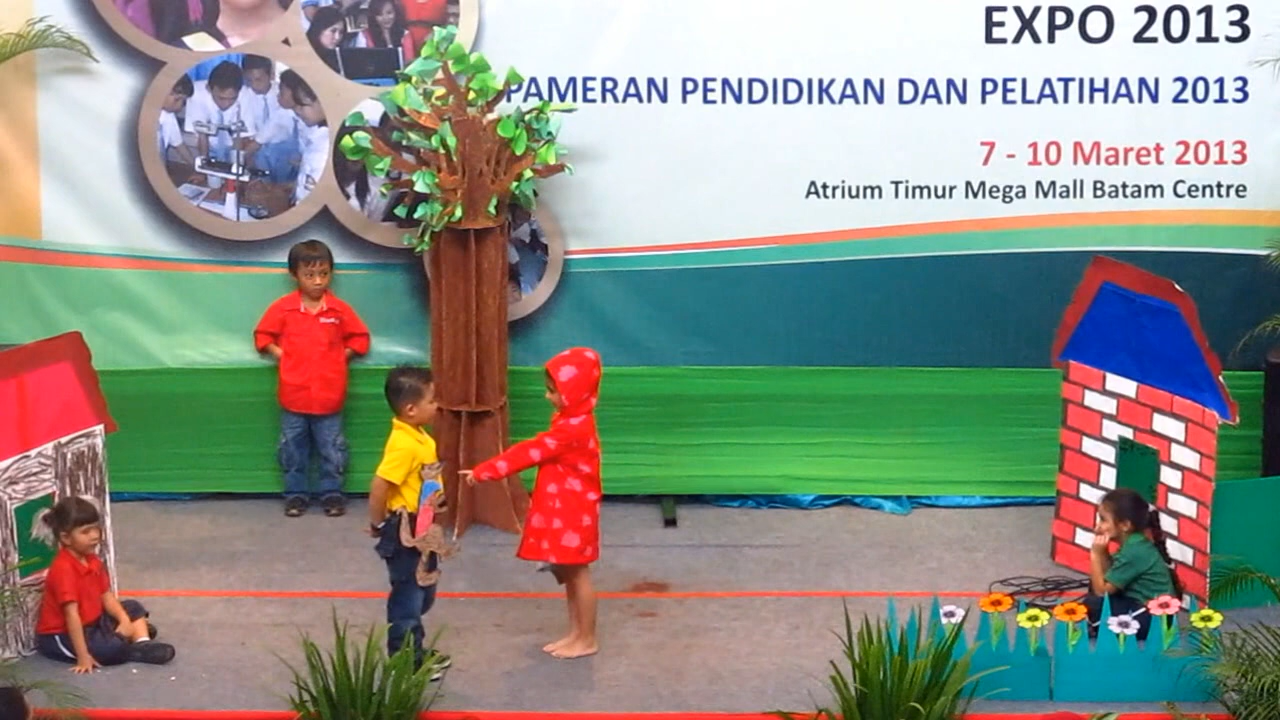 EXPO 2013
PAMERAN PENDIDIKAN DAN PELATIHAN 2013
7 - 10 Maret 2013
Atrium Timur Mega Mall Batam Centre